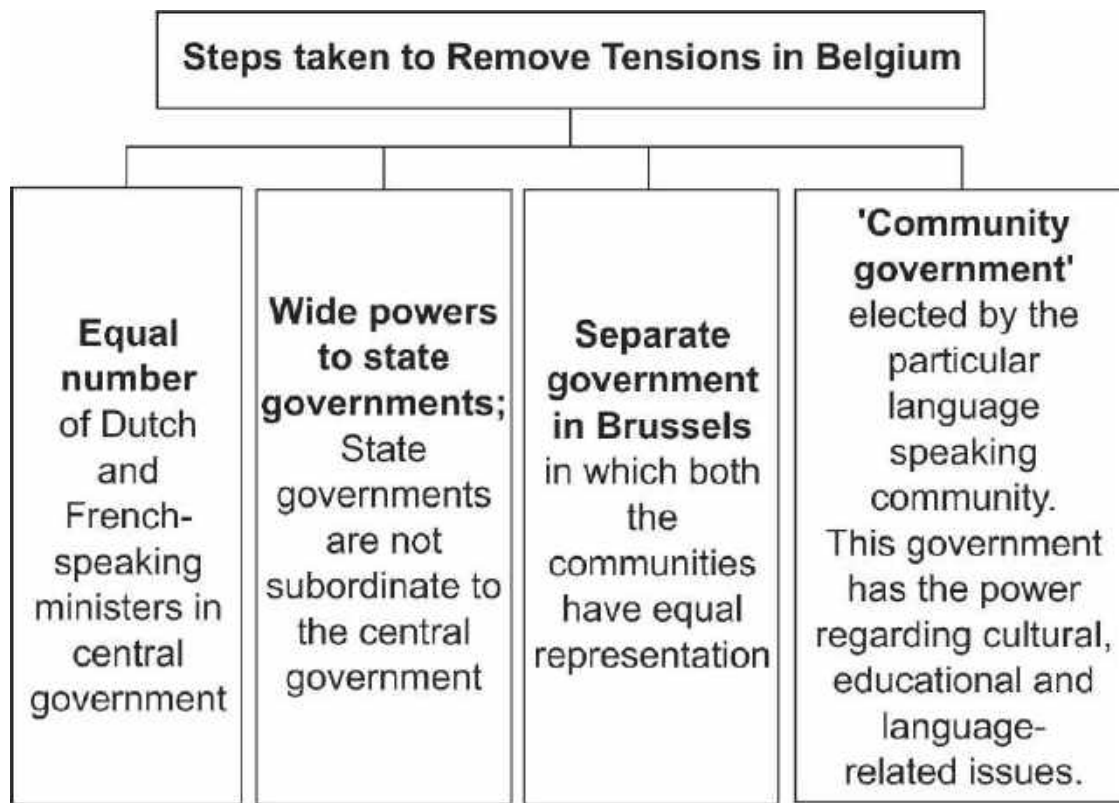 Steps taken to Remove Tensions in Belgium
Equal
number
of Dutch
and
French-
speaking
ministers in
central
government
Wide powers
to state
governments;
State
governments
are not
subordinate to
the central
government
Separate
government
in Brussels
in which both
the
communities
have equal
representation
'Community
government'
elected by the
particular
language
speaking
community.
This government
has the power
regarding cultural,
educational and
language-
related issues.